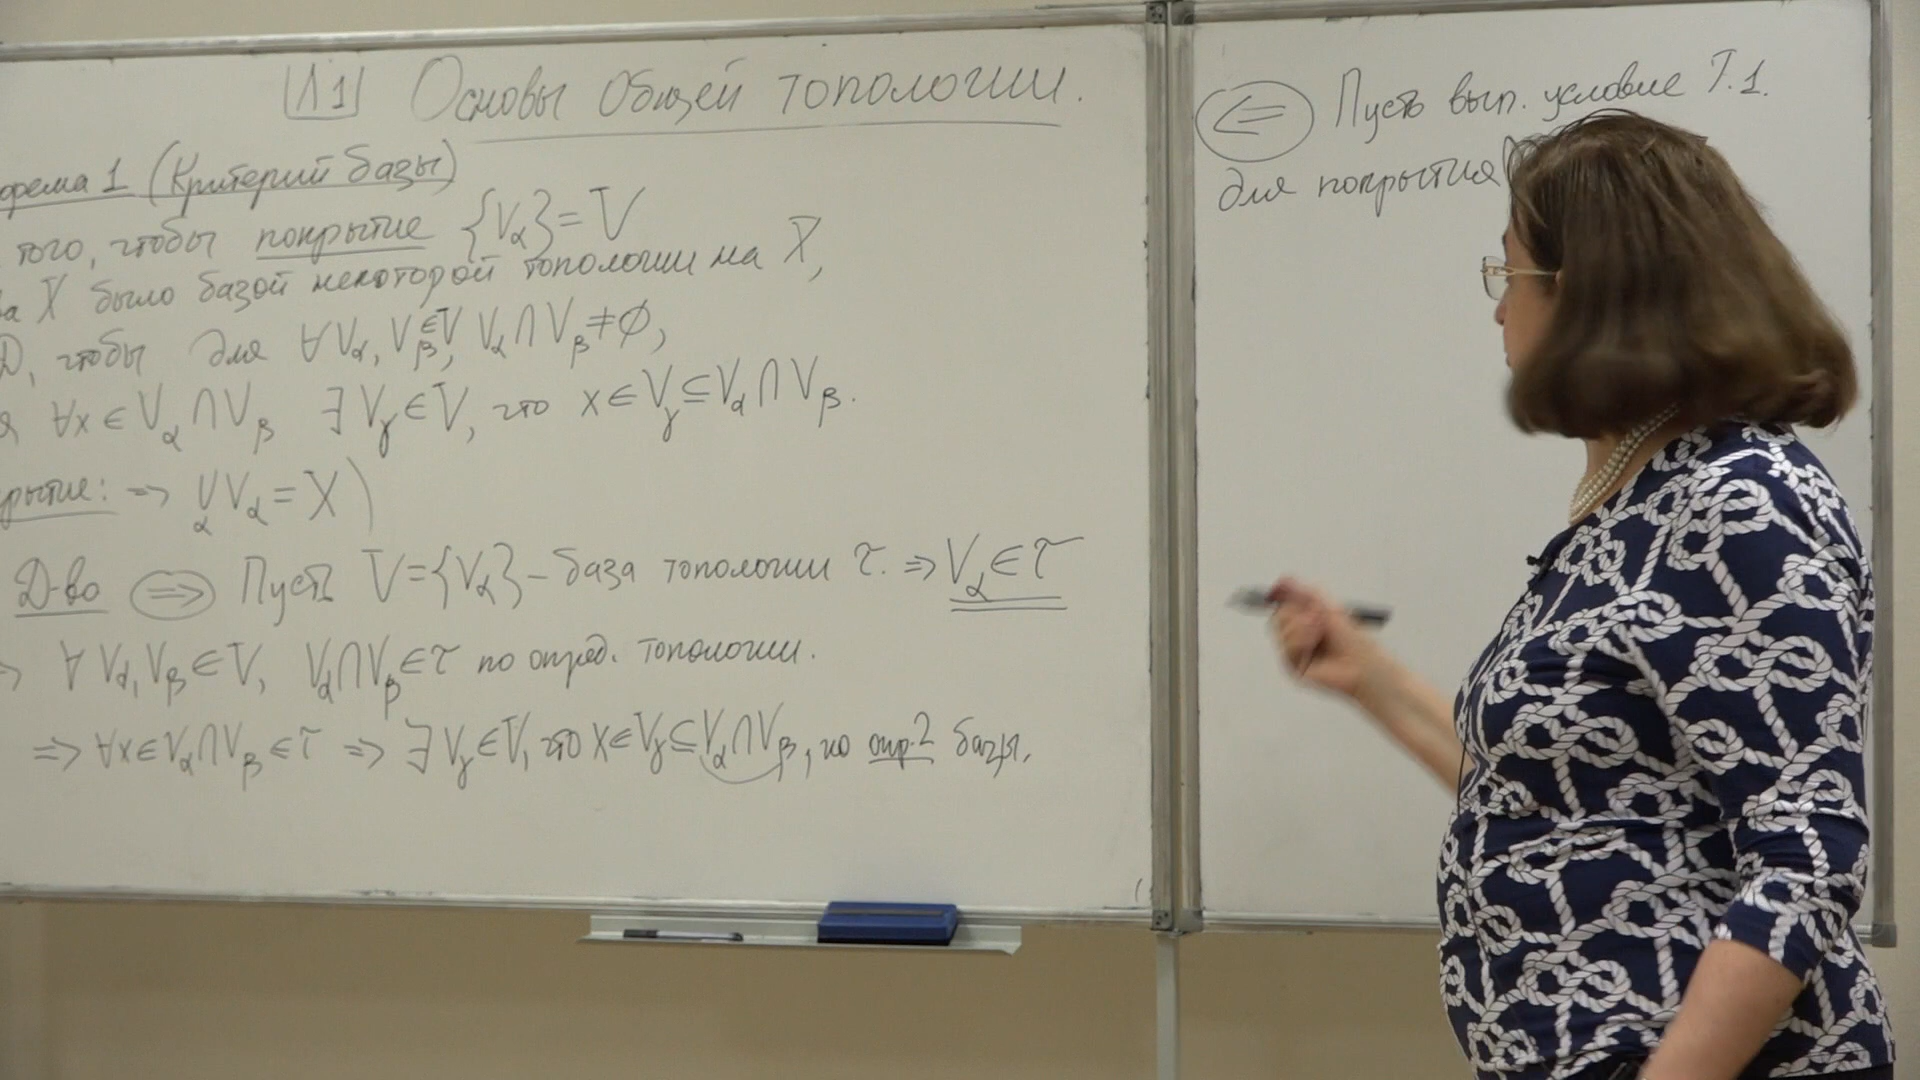 Л1 Основы общей топологии.
орема 1 (Критерий базы)
того, чтобы покрытие {Vα} = V
на X было базой некоторой топологии на X,
Д, чтобы для ∀ Vα, Vβ ∈ V, Vα ∩ Vβ ≠ ∅,
я ∀x ∈ Vα ∩ Vβ ∃ Vγ ∈ V, что x ∈ Vγ ⊆ Vα ∩ Vβ.
рытие: ⇒ ∪α Vα = X)
Д-во ⇒ Пусть V = {Vα} – база топологии τ. ⇒ Vα ∈ τ
⇒ ∀ Vα, Vβ ∈ V, Vα ∩ Vβ ∈ τ по опред. топологии.
⇒ ∀x ∈ Vα ∩ Vβ ∈ τ ⇒ ∃ Vγ ∈ V, что x ∈ Vγ ⊆ Vα ∩ Vβ, по опр.2 базы.
⇐ Пусть вып. условие Т.1.
для покрытия